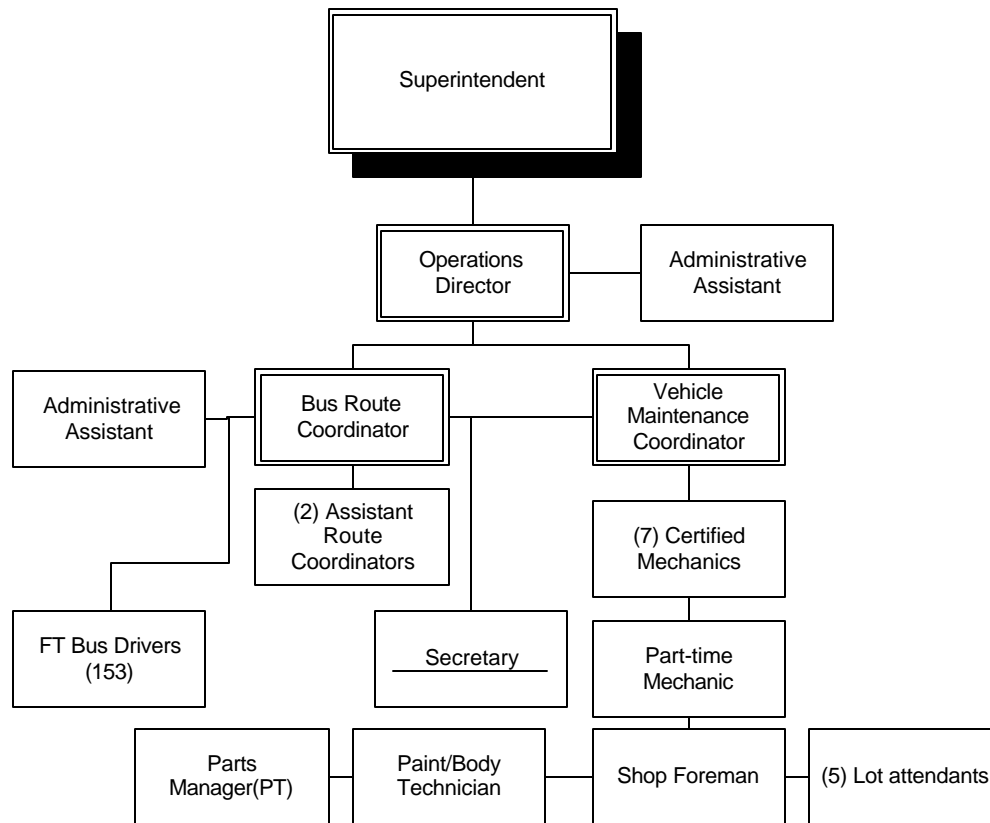 Superintendent
Operations
Director
Administrative
Assistant
Administrative
Assistant
Bus Route
Coordinator
Vehicle
Maintenance
Coordinator
(2) Assistant
Route
Coordinators
(7) Certified
Mechanics
FT Bus Drivers
(153)
Secretary
Part-time
Mechanic
Parts
Manager(PT)
Paint/Body
Technician
Shop Foreman
(5) Lot attendants